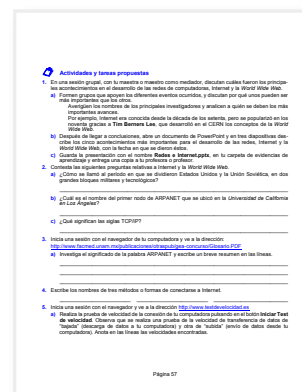 Actividades y tareas propuestas
1. En una sesión grupal, con tu maestra o maestro como mediador, discutan cuáles fueron los principa-
les acontecimientos en el desarrollo de las redes de computadoras, Internet y la World Wide Web.
a) Formen grupos que apoyen los diferentes eventos ocurridos, y discutan por qué unos pueden ser
más importantes que los otros.
Averigüen los nombres de los principales investigadores y analicen a quién se deben los más
importantes avances.
Por ejemplo, Internet era conocida desde la década de los setenta, pero se popularizó en los
noventa gracias a Tim Berners Lee, que desarrolló en el CERN los conceptos de la World
Wide Web.
b) Después de llegar a conclusiones, abre un documento de PowerPoint y en tres diapositivas des-
cribe los cinco acontecimientos más importantes para el desarrollo de las redes, Internet y la
World Wide Web, con la fecha en que se dieron éstos.
c) Guarda la presentación con el nombre Redes e Internet.pptx, en tu carpeta de evidencias de
aprendizaje y entrega una copia a tu profesora o profesor.
2. Contesta las siguientes preguntas relativas a Internet y la World Wide Web.
a) ¿Cómo se llamó al período en que se dividieron Estados Unidos y la Unión Soviética, en dos
grandes bloques militares y tecnológicos?
b) ¿Cuál es el nombre del primer nodo de ARPANET que se ubicó en la Universidad de California
en Los Ángeles?
c) ¿Qué significan las siglas TCP/IP?
3. Inicia una sesión con el navegador de tu computadora y ve a la dirección:
http://www.facmed.unam.mx/publicaciones/otraspub/gea-concurso/Glosario.PDF
a) Investiga el significado de la palabra ARPANET y escribe un breve resumen en las líneas.
4. Escribe los nombres de tres métodos o formas de conectarse a Internet:
5. Inicia una sesión con el navegador y ve a la dirección http://www.testdevelocidad.es
a) Realiza la prueba de velocidad de la conexión de tu computadora pulsando en el botón Iniciar Test
de velocidad. Observa que se realiza una prueba de la velocidad de transferencia de datos de
"bajada" (descarga de datos a tu computadora) y otra de "subida" (envío de datos desde tu
computadora). Anota en las líneas las velocidades encontradas.
Página 57